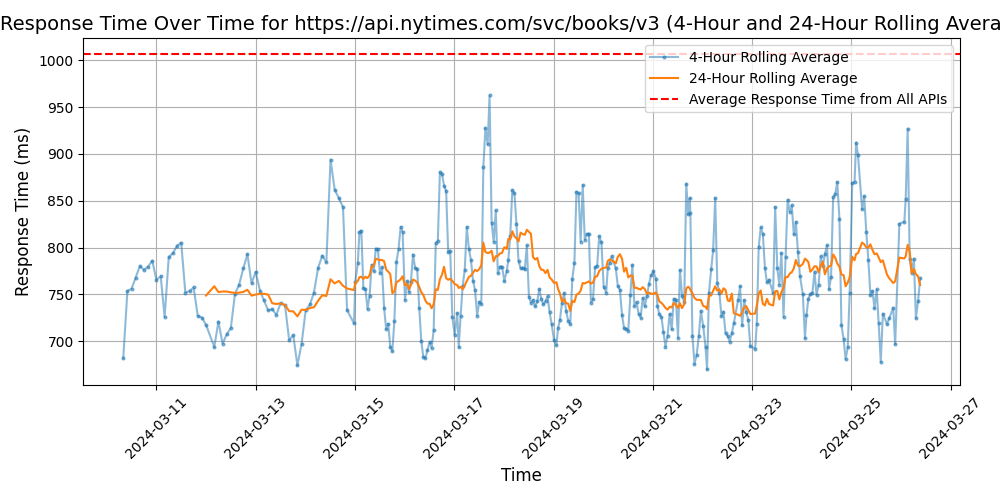 Response Time Over Time for https://api.nytimes.com/svc/books/v3 (4-Hour and 24-Hour Rolling Avera
4-Hour Rolling Average
24-Hour Rolling Average
Average Response Time from All APIs
Response Time (ms)
1000
950
900
850
800
750
700
2024-03-11
2024-03-13
2024-03-15
2024-03-17
2024-03-19
2024-03-21
2024-03-23
2024-03-25
2024-03-27
Time